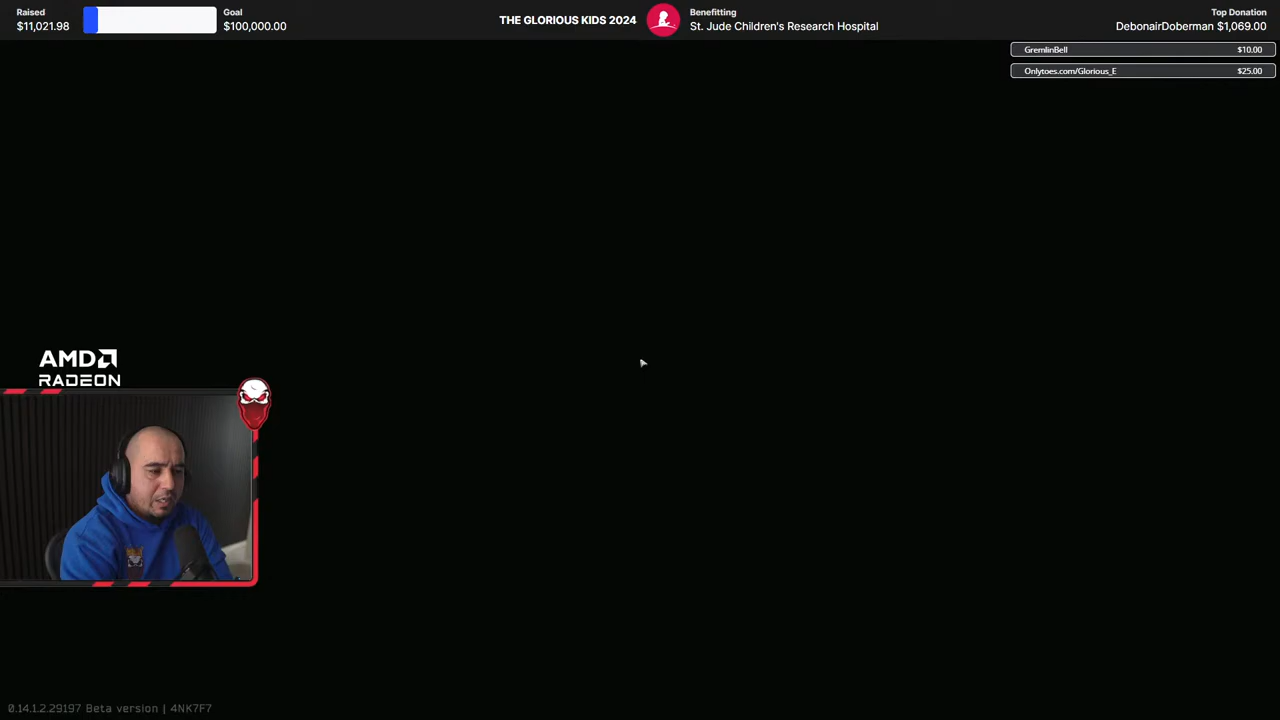 Raised
$11,021.98
Goal
$100,000.00
THE GLORIOUS KIDS 2024
Benefitting
St. Jude Children's Research Hospital
Top Donation
DebonairDoberman $1,069.00
GremlinBell $10.00
Onlytoes.com/Glorious_E $25.00
AMD
RADEON
0.14.1.2.29197 Beta version | 4NK7F7